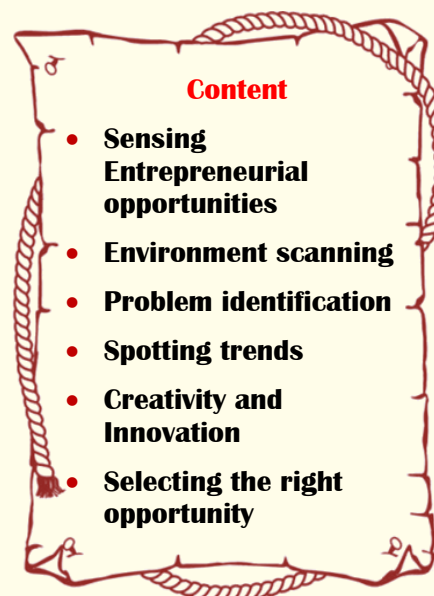 Content
• Sensing
Entrepreneurial
opportunities
• Environment scanning
• Problem identification
• Spotting trends
• Creativity and
Innovation
• Selecting the right
opportunity